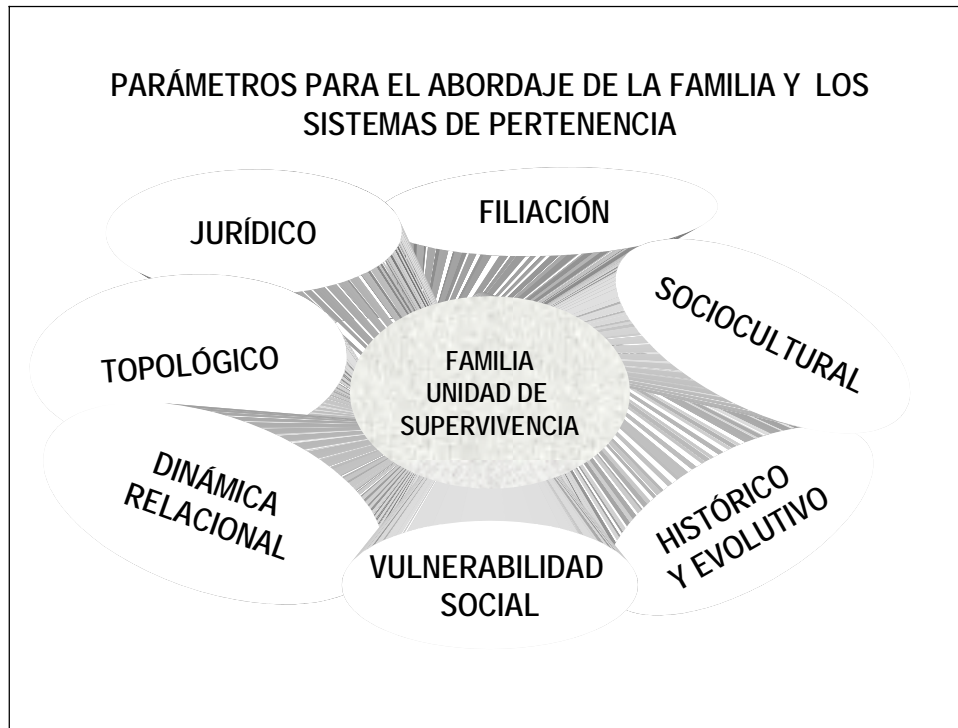 PARÁMETROS PARA EL ABORDAJE DE LA FAMILIA Y LOS
SISTEMAS DE PERTENENCIA
JURÍDICO
FILIACIÓN
SOCIOCULTURAL
TOPOLÓGICO
FAMILIA
UNIDAD DE
SUPERVIVENCIA
DINÁMICA
RELACIONAL
HISTÓRICO
Y EVOLUTIVO
VULNERABILIDAD
SOCIAL